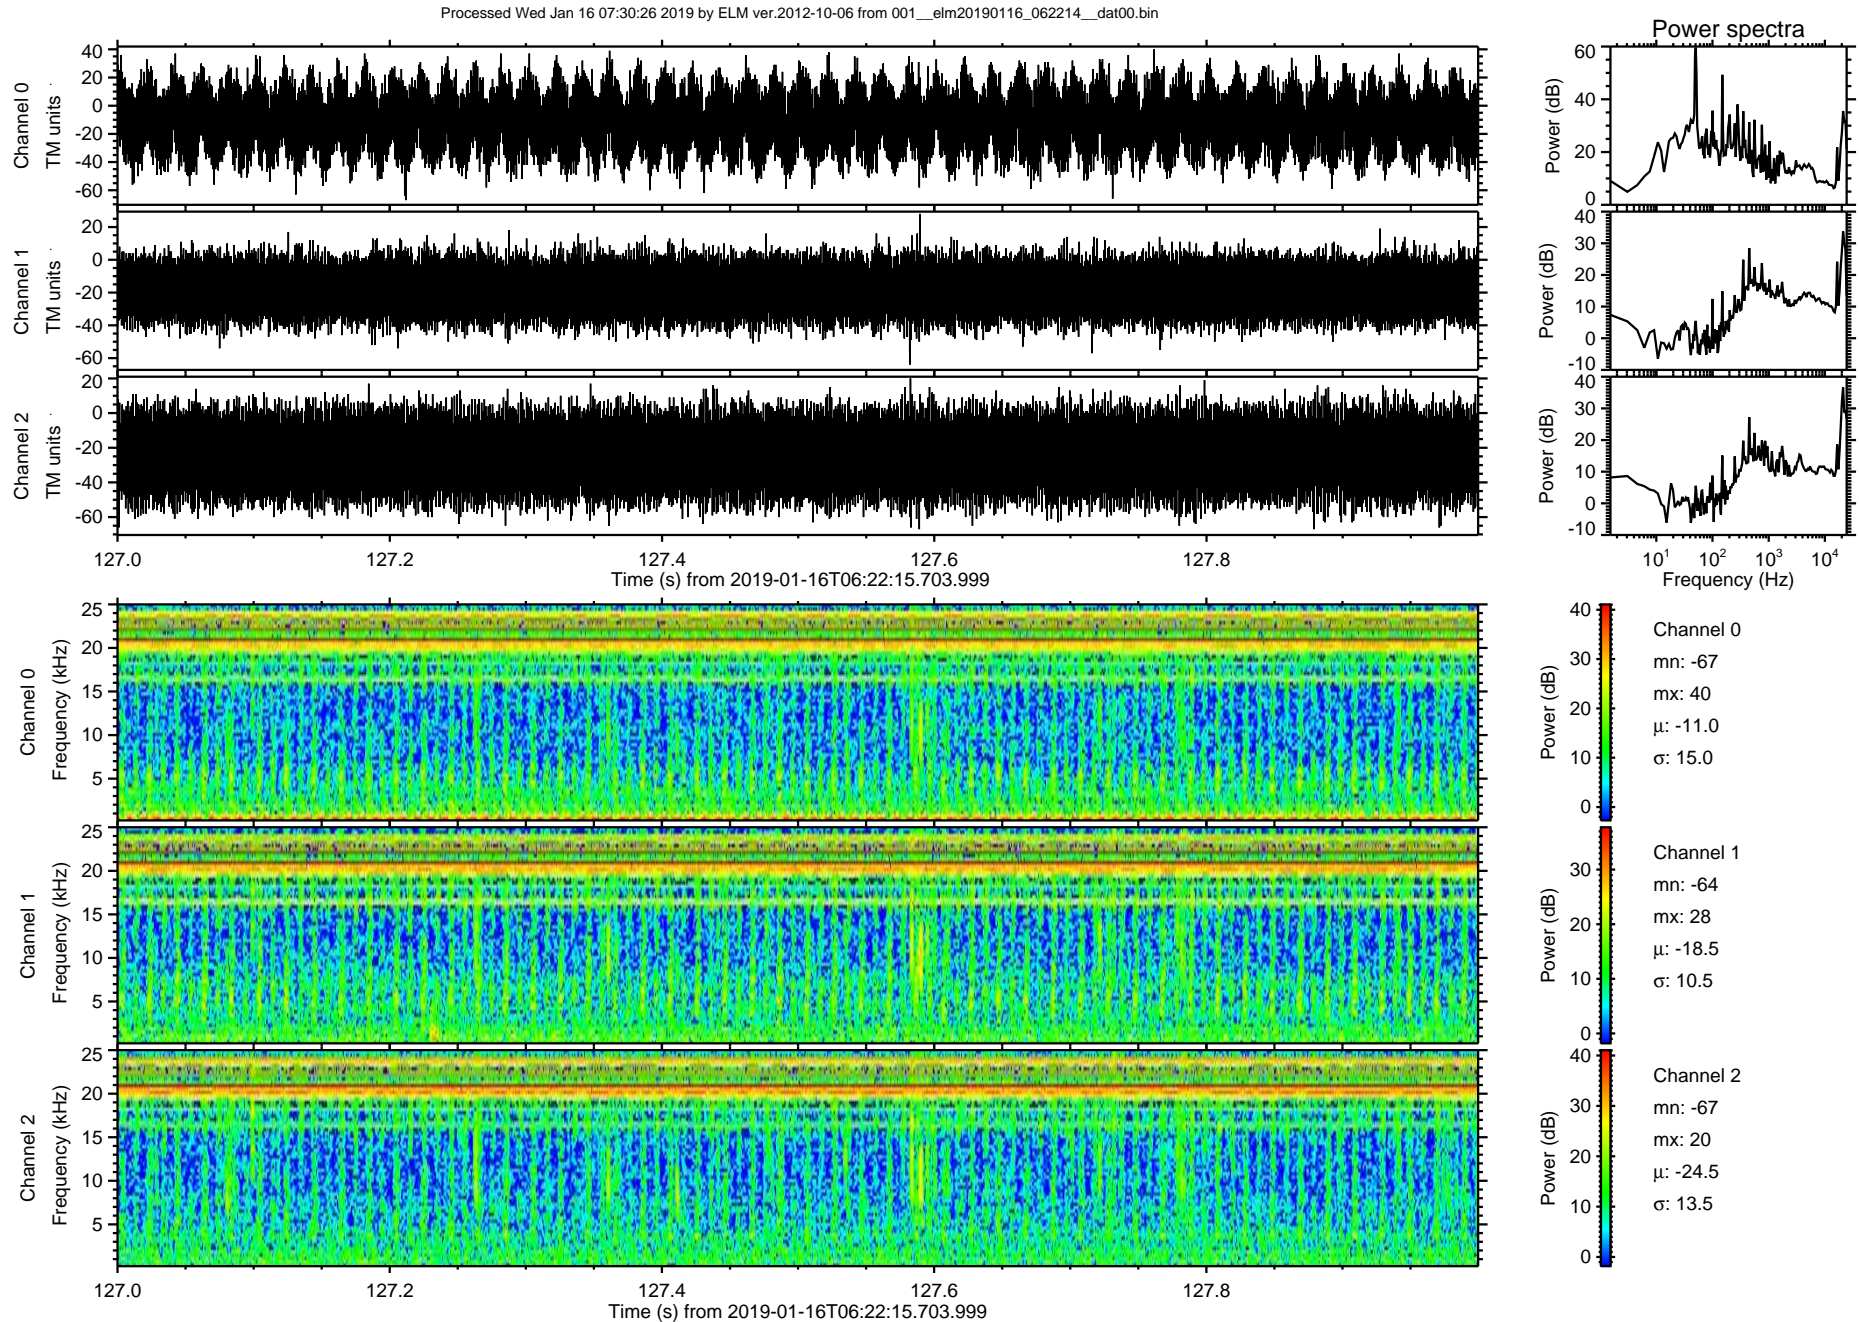 Processed Wed Jan 16 07:30:26 2019 by ELM ver.2012-10-06 from 001__elm20190116_062214__dat00.bin
Power spectra
Channel 0
TM units
40
20
0
-20
-40
-60
Power (dB)
60
40
20
0
Channel 1
TM units
20
0
-20
-40
-60
Power (dB)
40
30
20
10
0
-10
Channel 2
TM units
20
0
-20
-40
-60
Power (dB)
40
30
20
10
0
-10
127.0 127.2 127.4 127.6 127.8
Time (s) from 2019-01-16T06:22:15.703.999
10¹ 10² 10³ 10⁴
Frequency (Hz)
Channel 0
Frequency (kHz)
25
20
15
10
5
Power (dB)
40
30
20
10
0
Channel 0
mn: -67
mx: 40
μ: -11.0
σ: 15.0
Channel 1
Frequency (kHz)
25
20
15
10
5
Power (dB)
30
20
10
0
Channel 1
mn: -64
mx: 28
μ: -18.5
σ: 10.5
Channel 2
Frequency (kHz)
25
20
15
10
5
Power (dB)
40
30
20
10
0
Channel 2
mn: -67
mx: 20
μ: -24.5
σ: 13.5
127.0 127.2 127.4 127.6 127.8
Time (s) from 2019-01-16T06:22:15.703.999